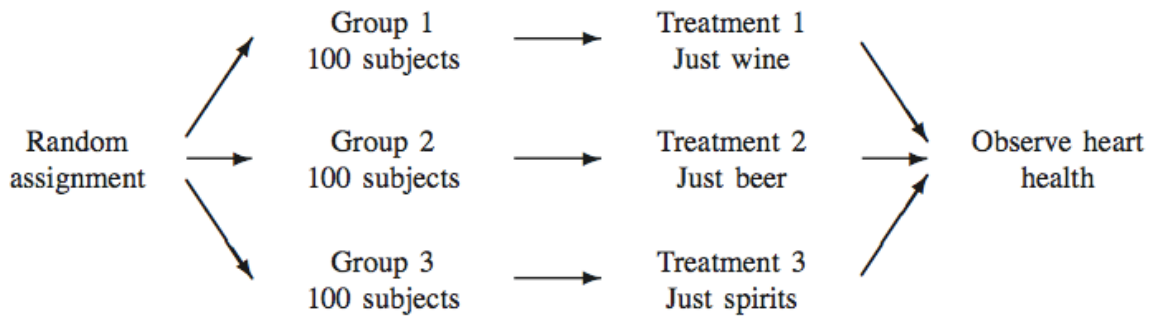 Random
assignment
Group 1
100 subjects
Treatment 1
Just wine
Group 2
100 subjects
Treatment 2
Just beer
Group 3
100 subjects
Treatment 3
Just spirits
Observe heart
health